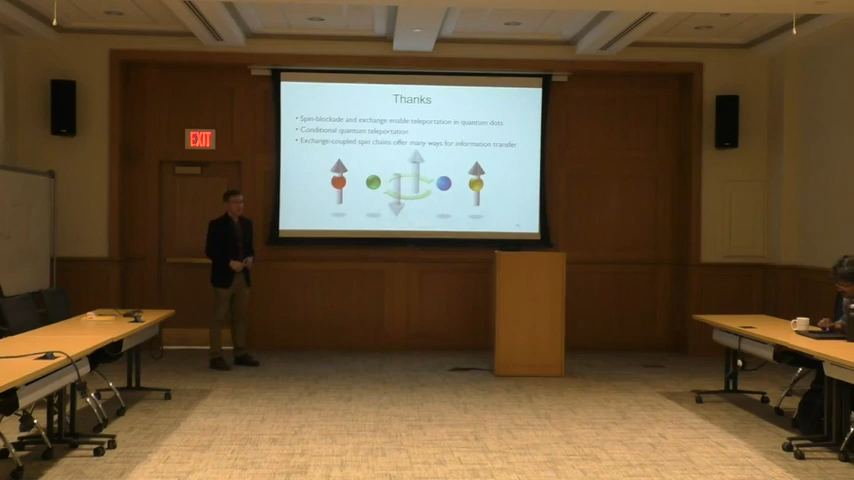 Thanks
• Spin-blockade and exchange enable teleportation in quantum dots
• Conditional quantum teleportation
• Exchange-coupled spin chains offer many ways for information transfer
EXIT